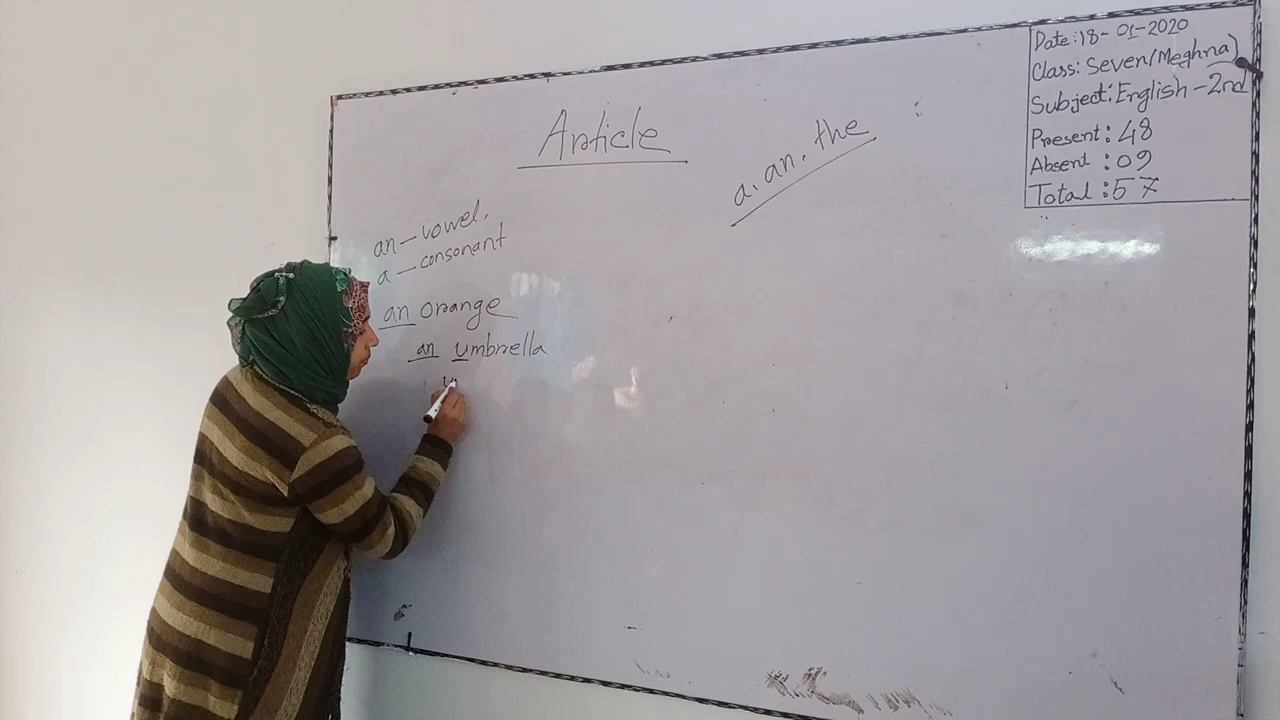 Article
a. an. the
Date: 18-01-2020
Class: Seven(Meghna)
Subject: English-2nd
Present: 48
Absent : 09
Total : 57
an - vowel.
a - consonant
an orange
an umbrella